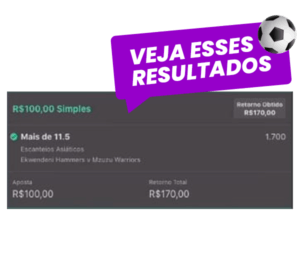 VEJA ESSES
RESULTADOS
R$100,00 Simples
Retorno Obtido
R$170,00
Mais de 11.5
1.700
Escanteios Asiáticos
Ekwendeni Hammers v Mzuzu Warriors
Aposta
Retorno Total
R$100,00
R$170,00